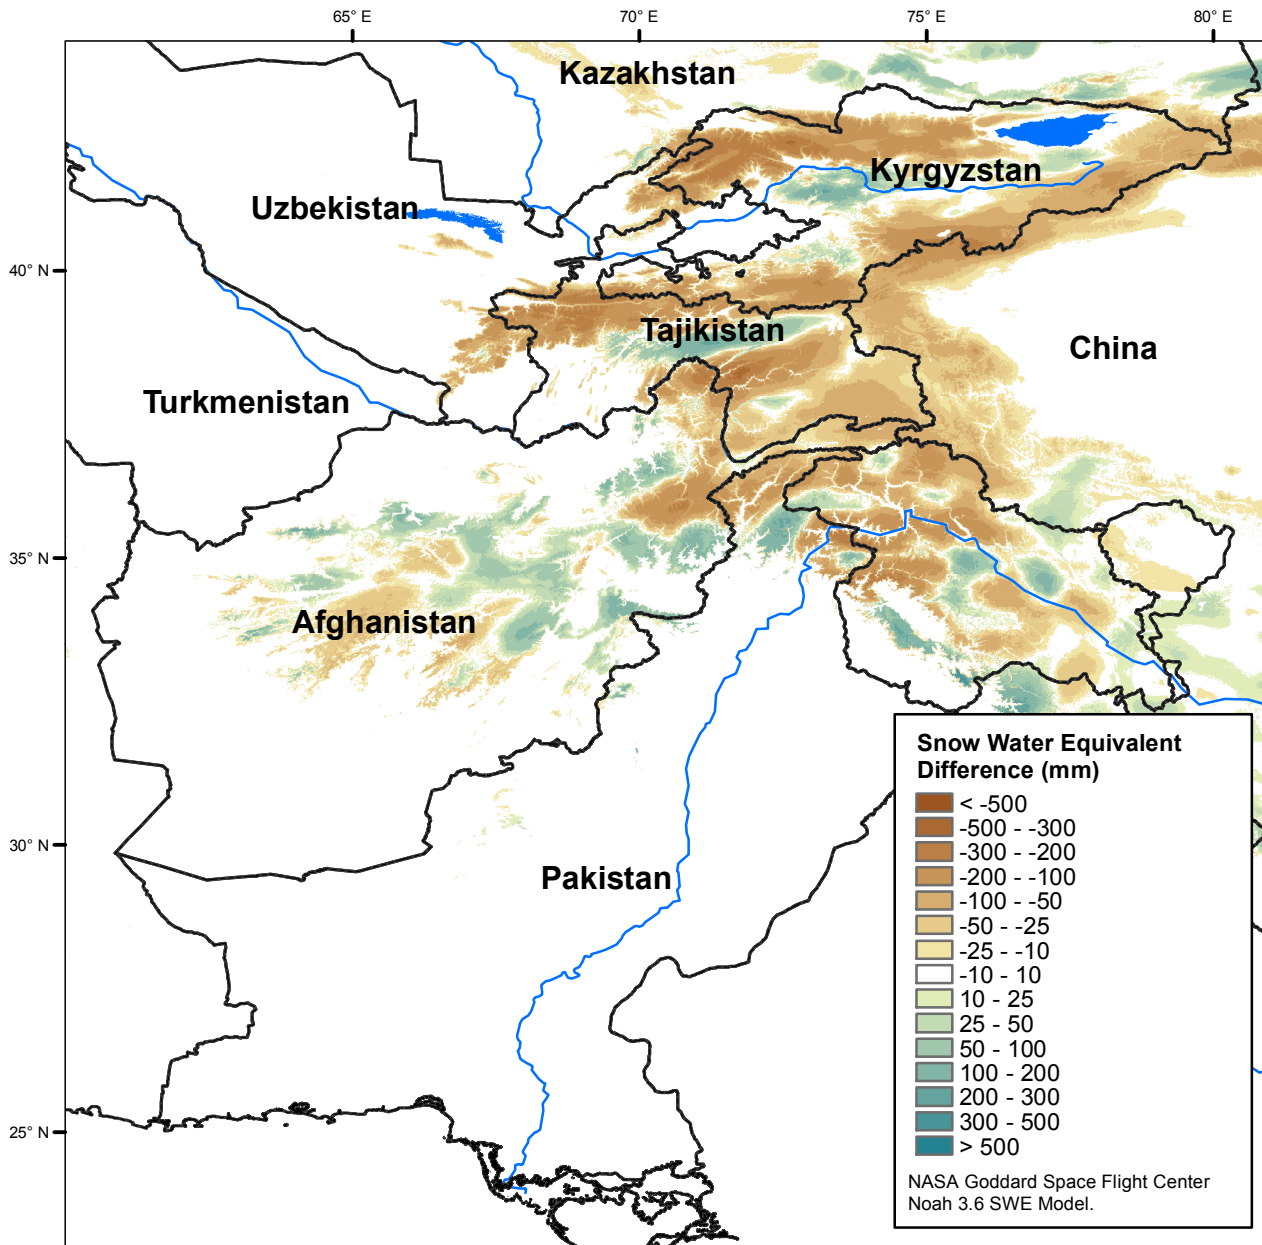 65° E
70° E
75° E
80° E
Kazakhstan
Kyrgyzstan
Uzbekistan
40° N
Tajikistan
China
Turkmenistan
35° N
Afghanistan
30° N
Pakistan
25° N
Snow Water Equivalent
Difference (mm)
< -500
-500 - -300
-300 - -200
-200 - -100
-100 - -50
-50 - -25
-25 - -10
-10 - 10
10 - 25
25 - 50
50 - 100
100 - 200
200 - 300
300 - 500
> 500
NASA Goddard Space Flight Center
Noah 3.6 SWE Model.